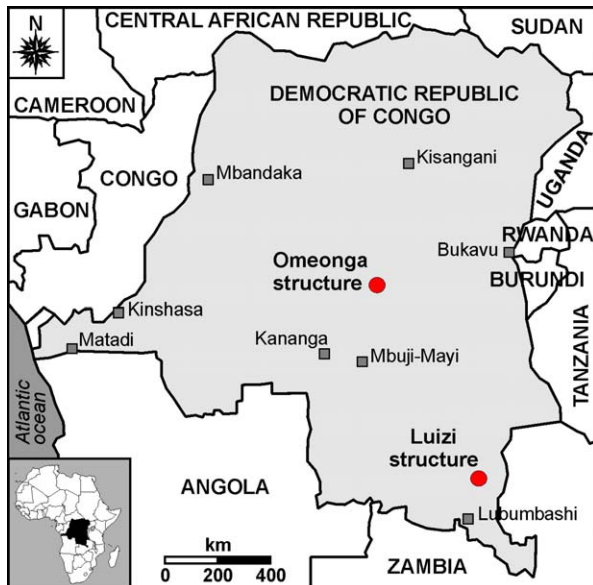 CENTRAL AFRICAN REPUBLIC
SUDAN
N
CAMEROON
DEMOCRATIC REPUBLIC
OF CONGO
Kisangani
CONGO
Mbandaka
UGANDA
GABON
RWANDA
Bukavu
Omeonga
structure
BURUNDI
Kinshasa
Kananga
Matadi
Mbuji-Mayi
TANZANIA
Atlantic
ocean
Luizi
structure
ANGOLA
Lubumbashi
km
0 200 400
ZAMBIA